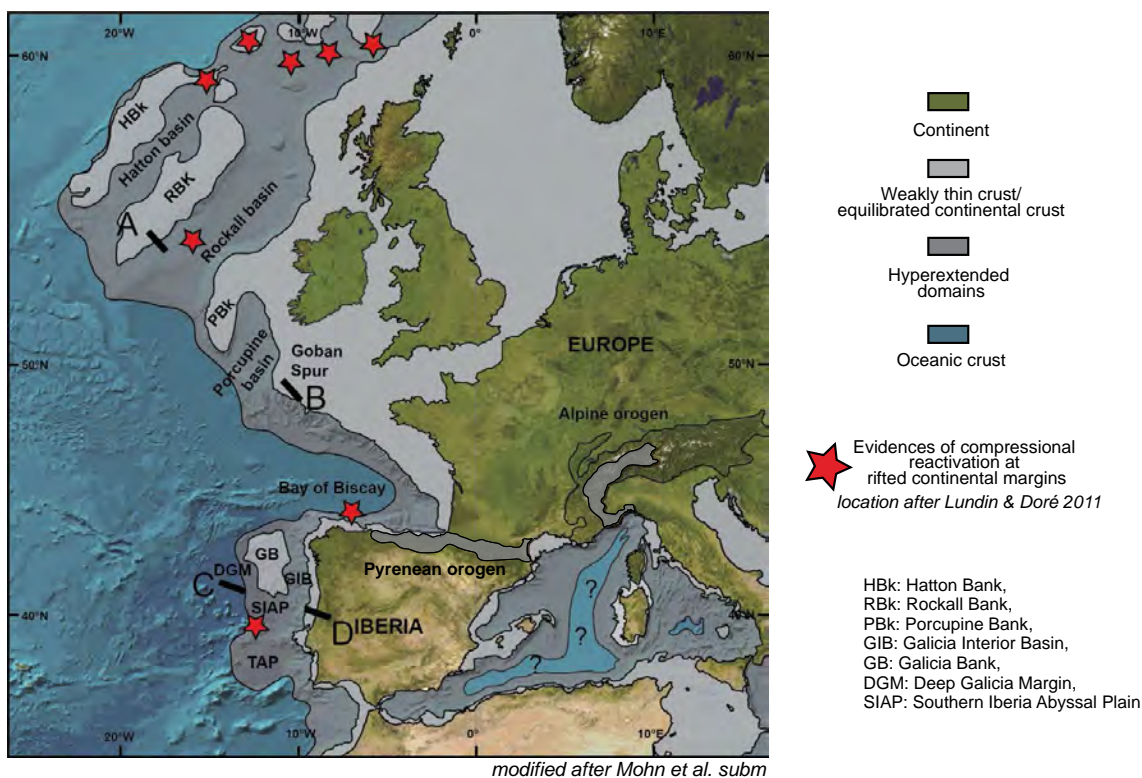 20°W
10°W
0°
10°E
60°N
60°N
HBk
Hatton basin
RBK
Rockall basin
A
PBk
Porcupine
basin
Goban
Spur
B
50°N
50°N
EUROPE
Alpine orogen
Bay of Biscay
GB
DGM
GIB
C
SIAP
Pyrenean orogen
40°N
40°N
D
IBERIA
TAP
?
?
?
20°W
10°W
0°
10°E
modified after Mohn et al. subm
Continent
Weakly thin crust/
equilibrated continental crust
Hyperextended
domains
Oceanic crust
Evidences of compressional
reactivation at
rifted continental margins
location after Lundin & Doré 2011
HBk: Hatton Bank,
RBk: Rockall Bank,
PBk: Porcupine Bank,
GIB: Galicia Interior Basin,
GB: Galicia Bank,
DGM: Deep Galicia Margin,
SIAP: Southern Iberia Abyssal Plain